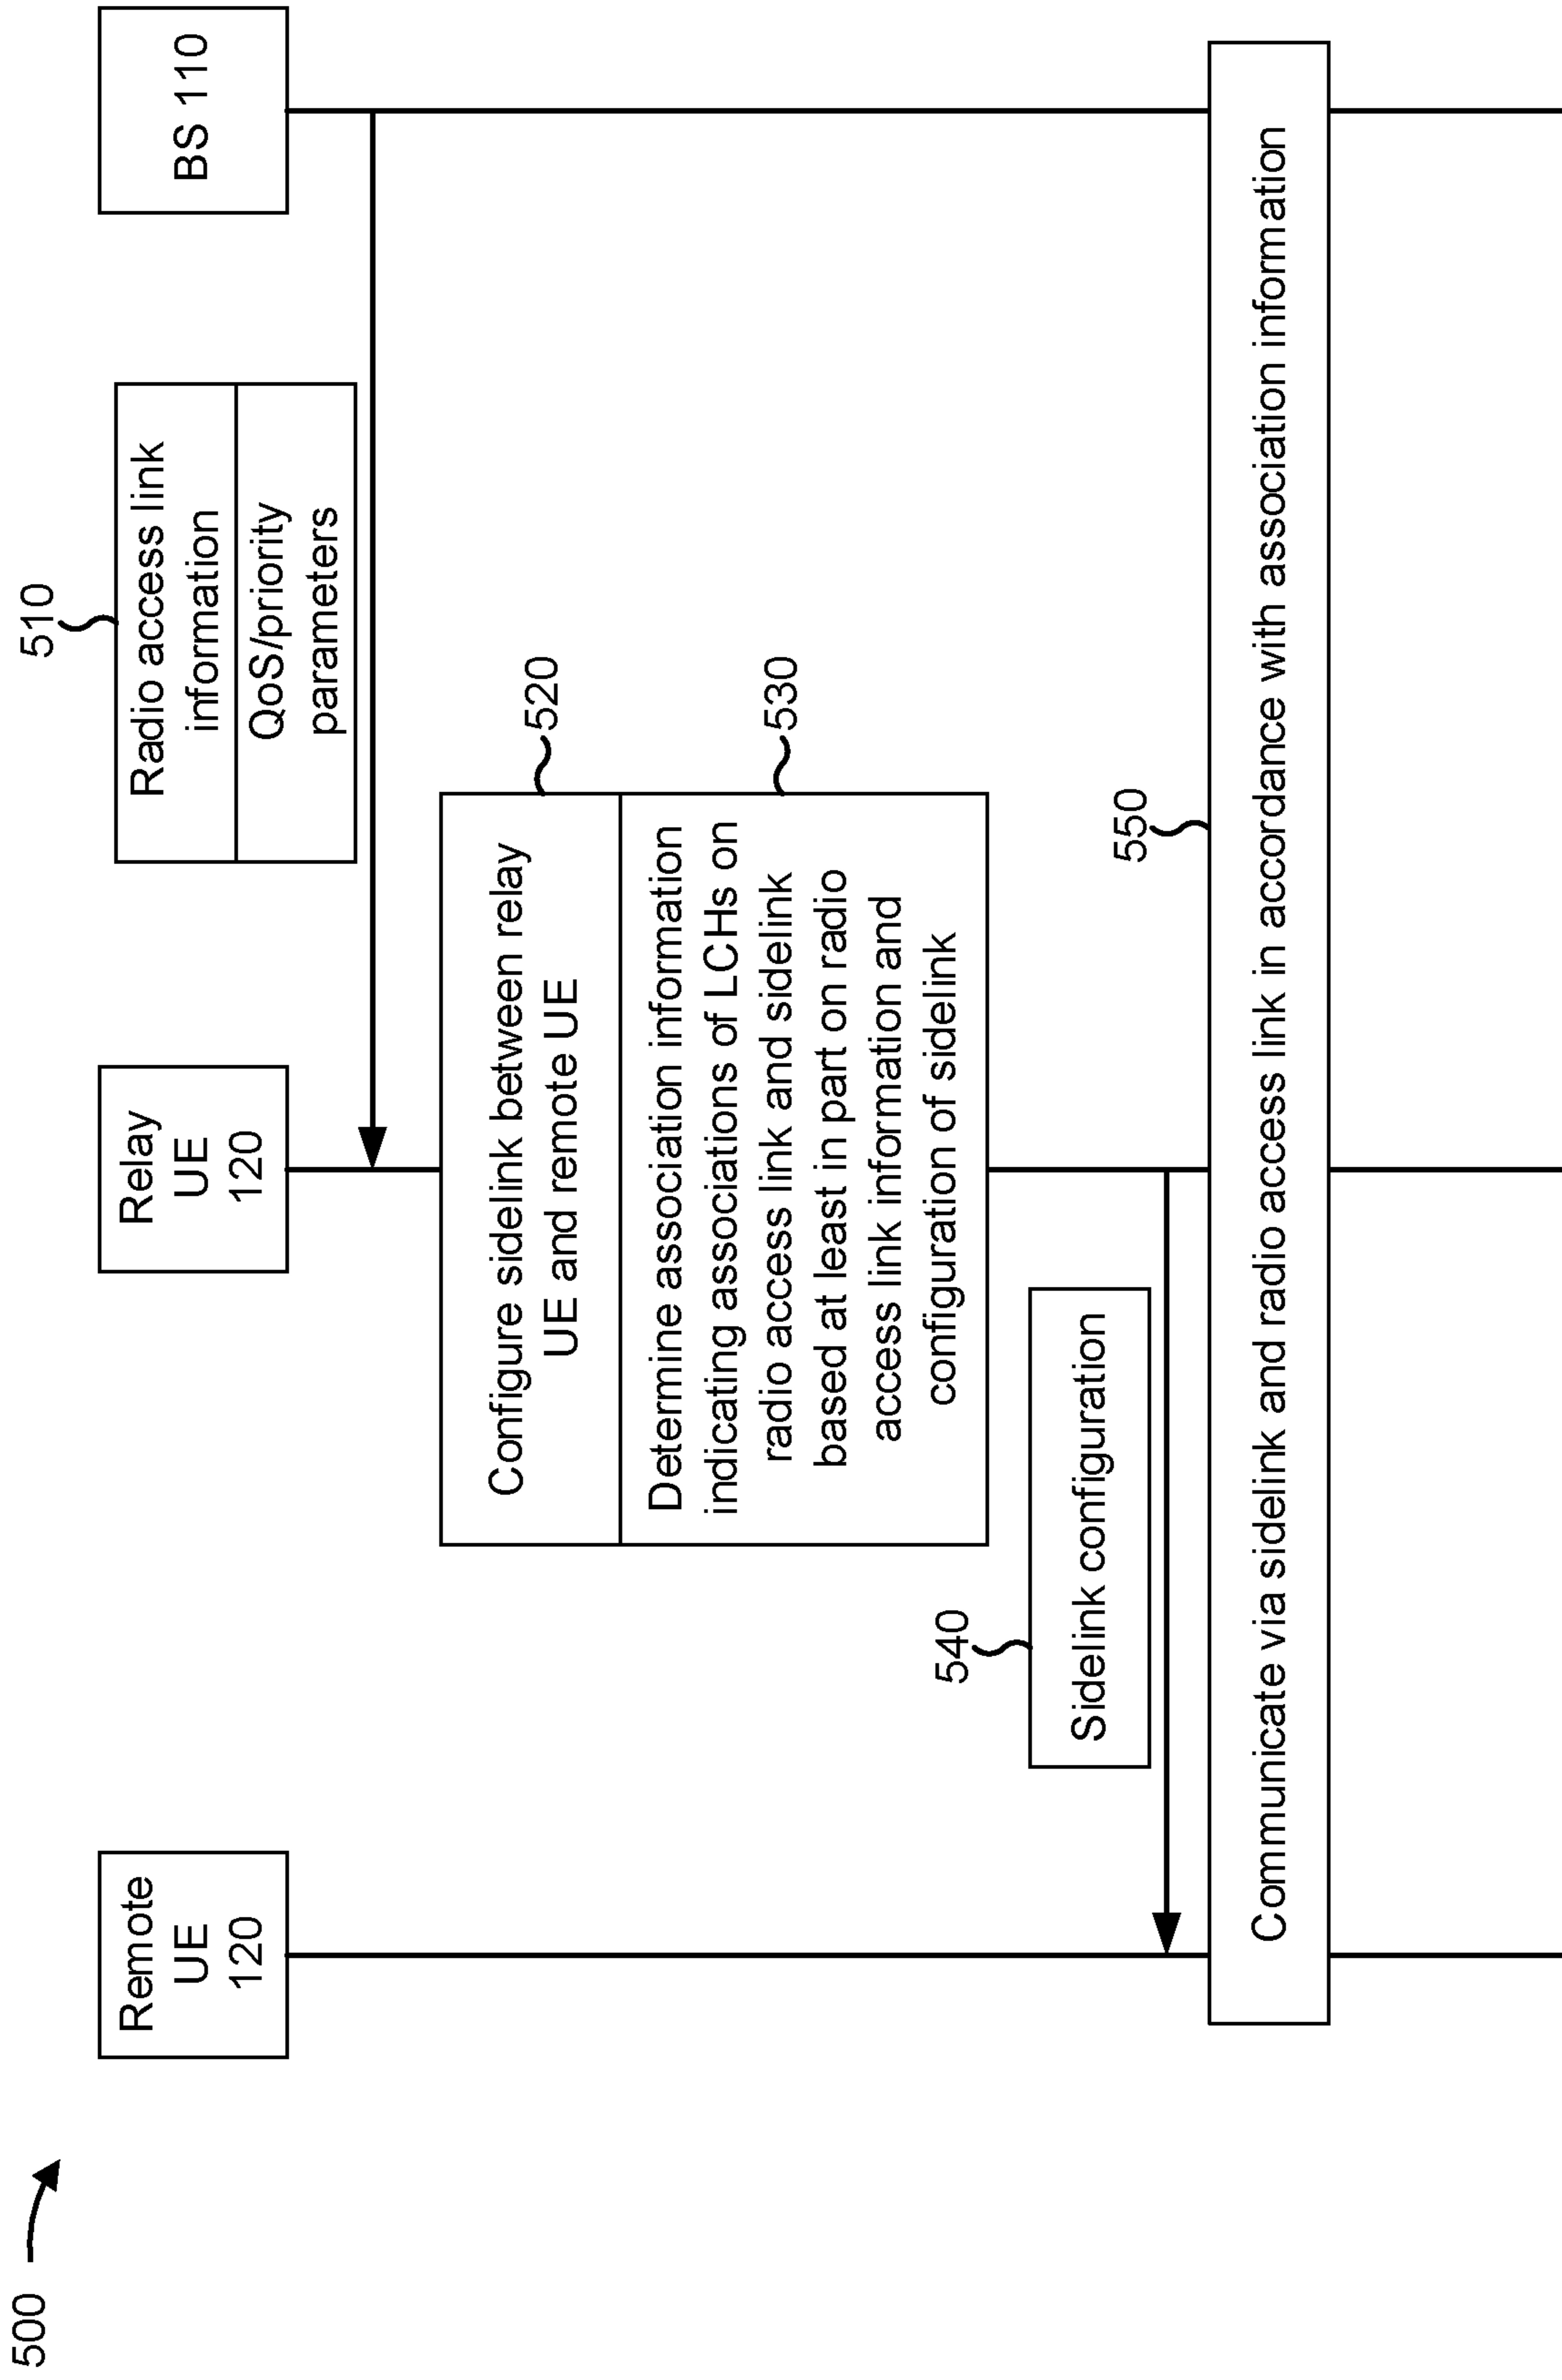 500
Remote
UE
120
Relay
UE
120
BS 110
510
Radio access link
information
QoS/priority
parameters
520
Configure sidelink between relay
UE and remote UE
530
Determine association information
indicating associations of LCHs on
radio access link and sidelink
based at least in part on radio
access link information and
configuration of sidelink
540
Sidelink configuration
550
Communicate via sidelink and radio access link in accordance with association information